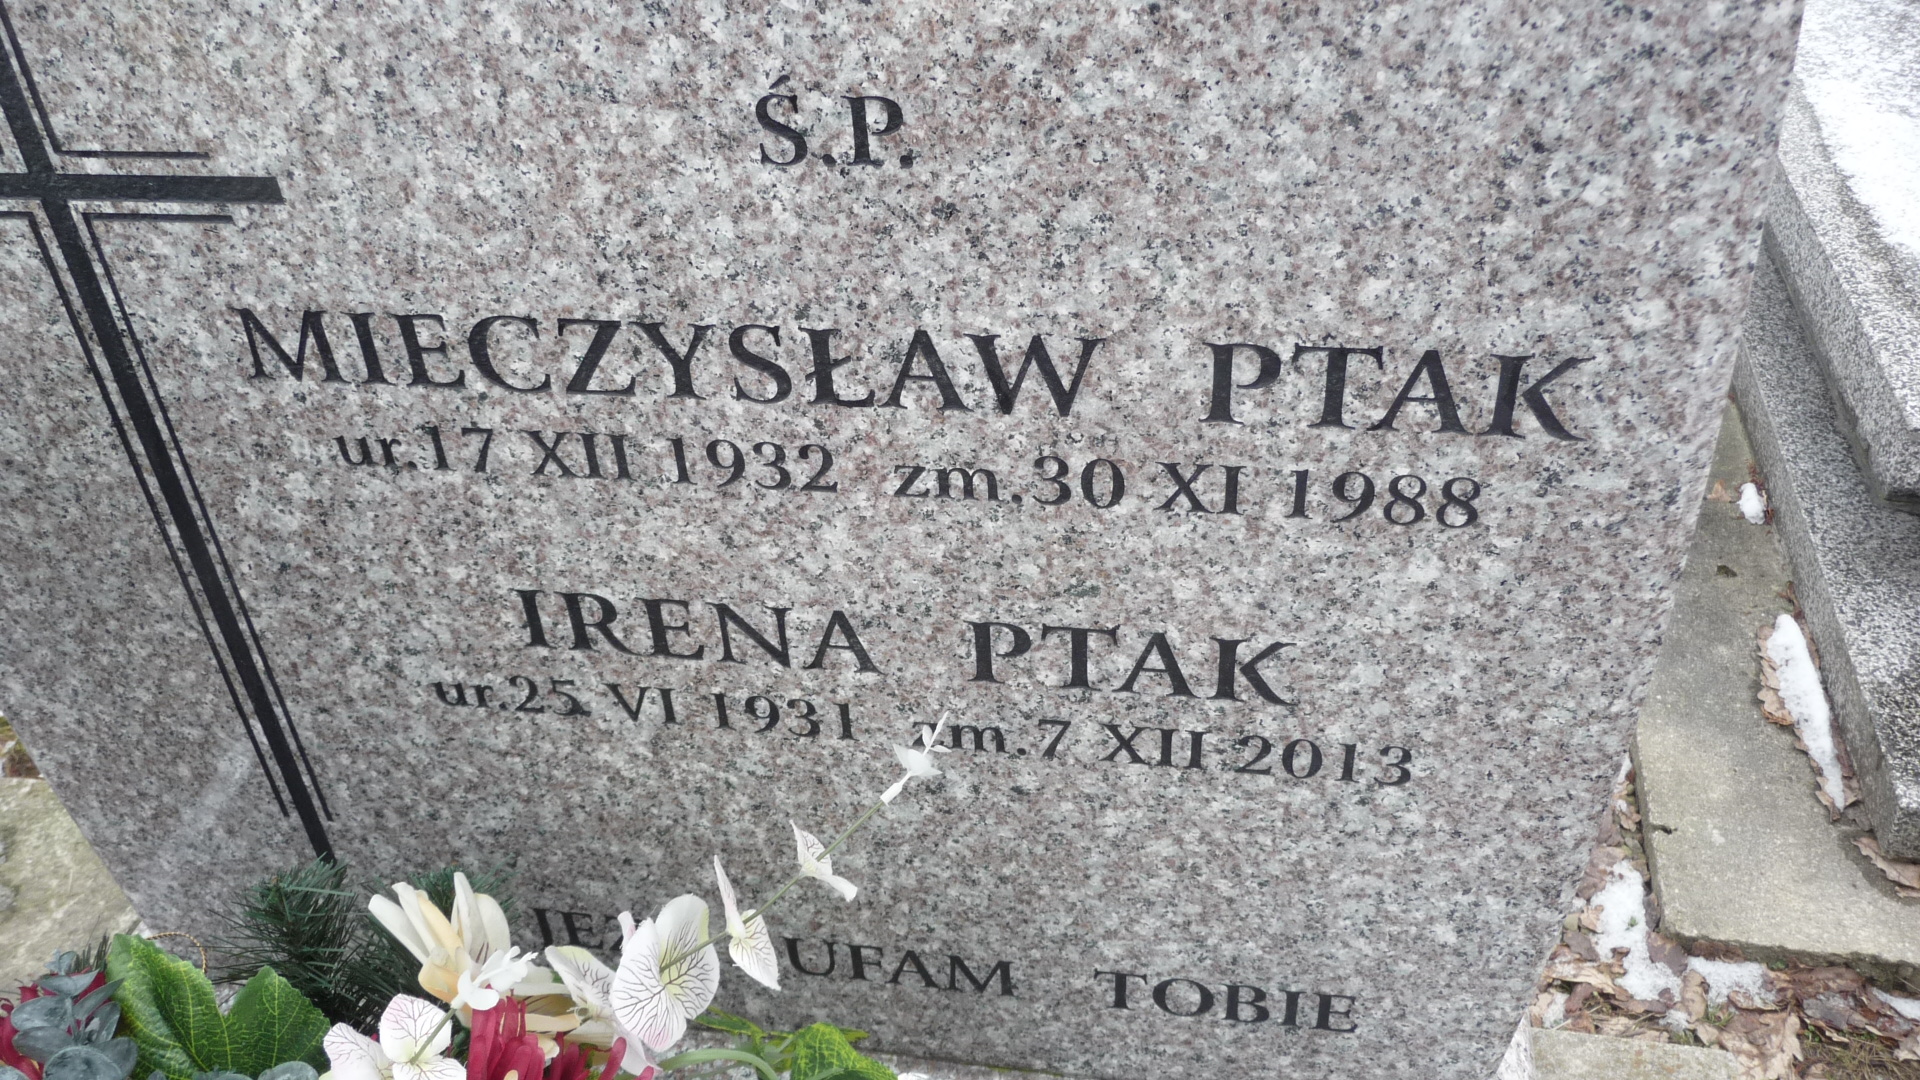 Ś.P.
MIECZYSŁAW PTAK
ur.17 XII 1932 zm.30 XI 1988
IRENA PTAK
ur.25 VI 1931 zm.7 XII 2013
UFAM TOBIE